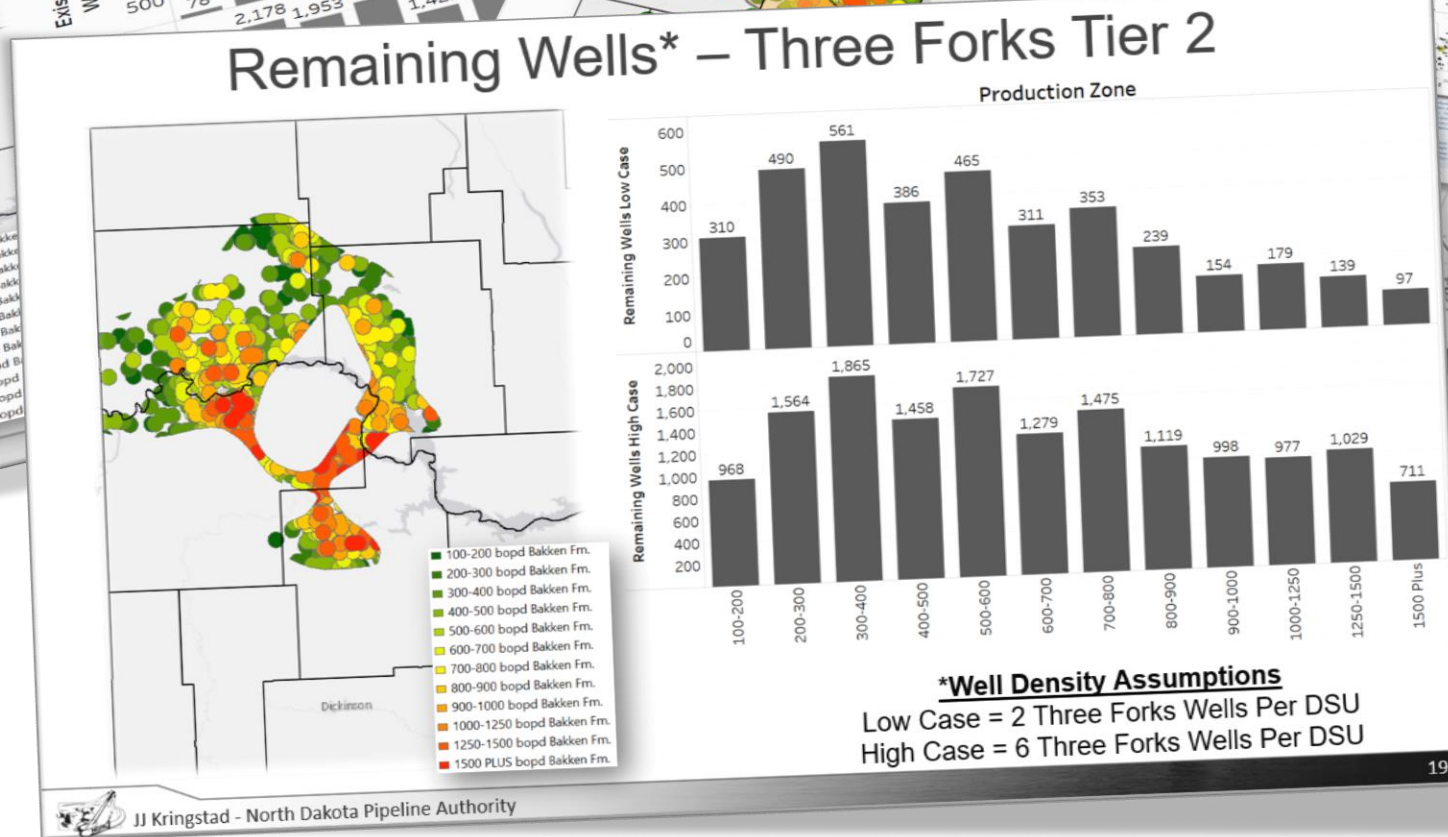 500
2,178 1,953
Remaining Wells* – Three Forks Tier 2
Production Zone
Remaining Wells Low Case
600
500
400
300
200
100
0
310
490
561
386
465
311
353
239
154
179
139
97
Remaining Wells High Case
2,000
1,800
1,600
1,400
1,200
1,000
800
600
400
200
968
1,564
1,865
1,458
1,727
1,279
1,475
1,119
998
977
1,029
711
100-200
200-300
300-400
400-500
500-600
600-700
700-800
800-900
900-1000
1000-1250
1250-1500
1500 Plus
Dickinson
100-200 bopd Bakken Fm.
200-300 bopd Bakken Fm.
300-400 bopd Bakken Fm.
400-500 bopd Bakken Fm.
500-600 bopd Bakken Fm.
600-700 bopd Bakken Fm.
700-800 bopd Bakken Fm.
800-900 bopd Bakken Fm.
900-1000 bopd Bakken Fm.
1000-1250 bopd Bakken Fm.
1250-1500 bopd Bakken Fm.
1500 PLUS bopd Bakken Fm.
*Well Density Assumptions
Low Case = 2 Three Forks Wells Per DSU
High Case = 6 Three Forks Wells Per DSU
JJ Kringstad - North Dakota Pipeline Authority
19